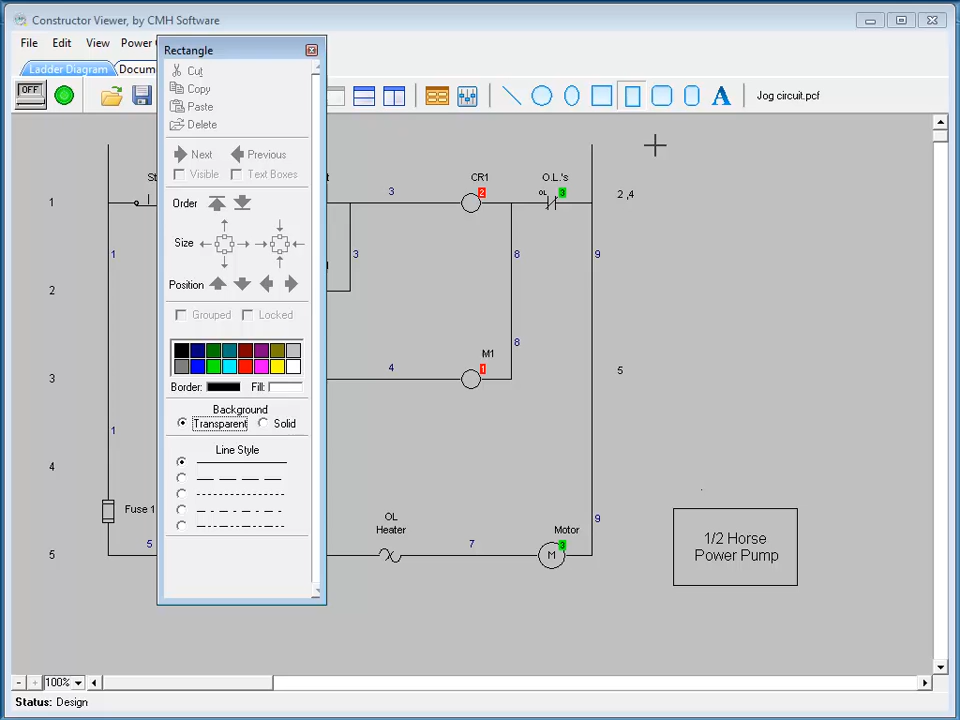 Constructor Viewer, by CMH Software
File Edit View Power
Rectangle
Ladder Diagram Docum
OFF
A
Jog circuit.pcf
Cut
Copy
Paste
Delete
Next Previous
Visible Text Boxes
Order
Size
Position
Grouped Locked
Border: Fill:
Background
Transparent Solid
Line Style
St t CR1 O.L.'s
1 3 2 OL 3 2 ,4
1 3 8 9
2
8
M1
3 4 1 5
1
4
Fuse 1 OL Heater Motor 9
5 5 7 3 M
1/2 Horse
Power Pump
- + 100%
Status: Design